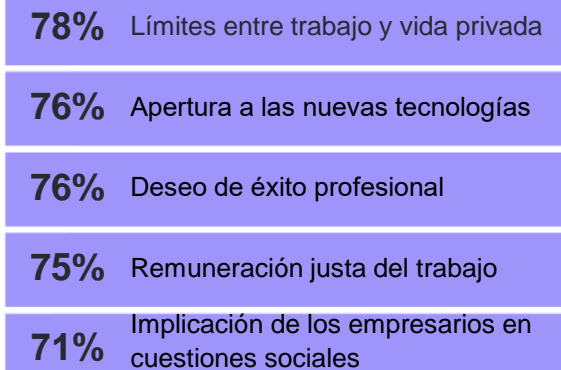 78% Límites entre trabajo y vida privada
76% Apertura a las nuevas tecnologías
76% Deseo de éxito profesional
75% Remuneración justa del trabajo
71% Implicación de los empresarios en
cuestiones sociales